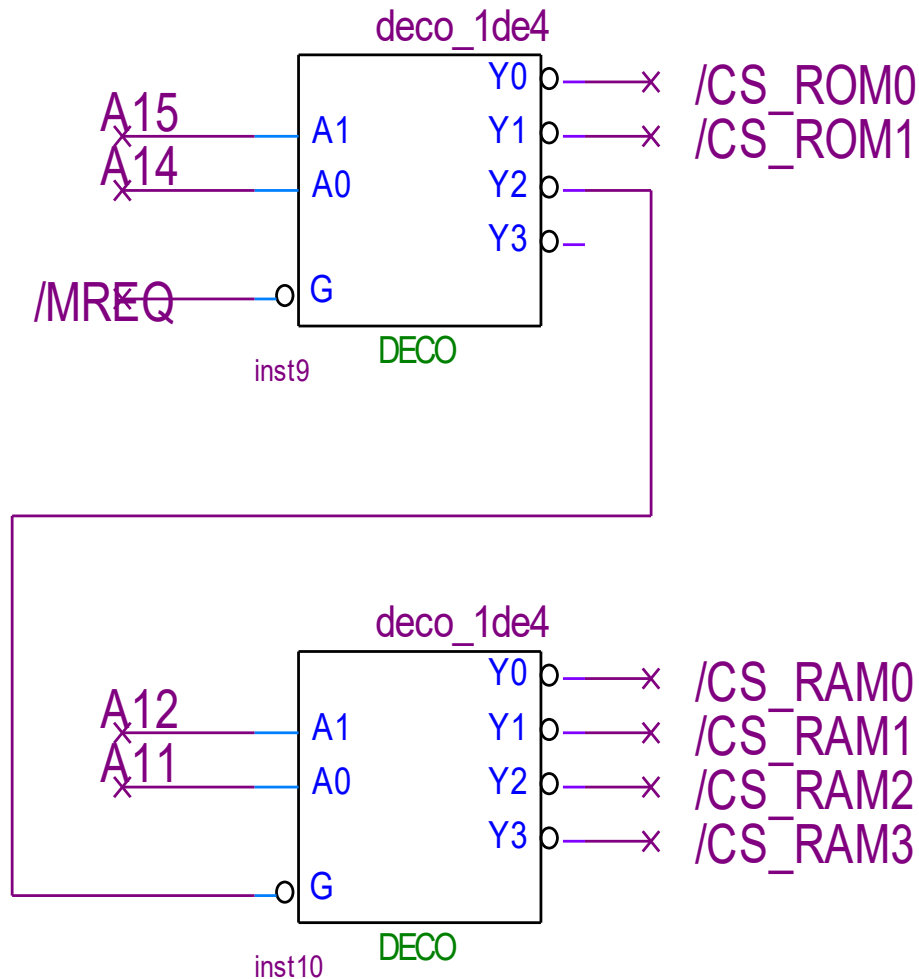 deco_1de4
A15
A14
/MREQ
A1
A0
G
Y0
Y1
Y2
Y3
/CS_ROM0
/CS_ROM1
DECO
inst9
deco_1de4
A12
A11
A1
A0
G
Y0
Y1
Y2
Y3
/CS_RAM0
/CS_RAM1
/CS_RAM2
/CS_RAM3
DECO
inst10